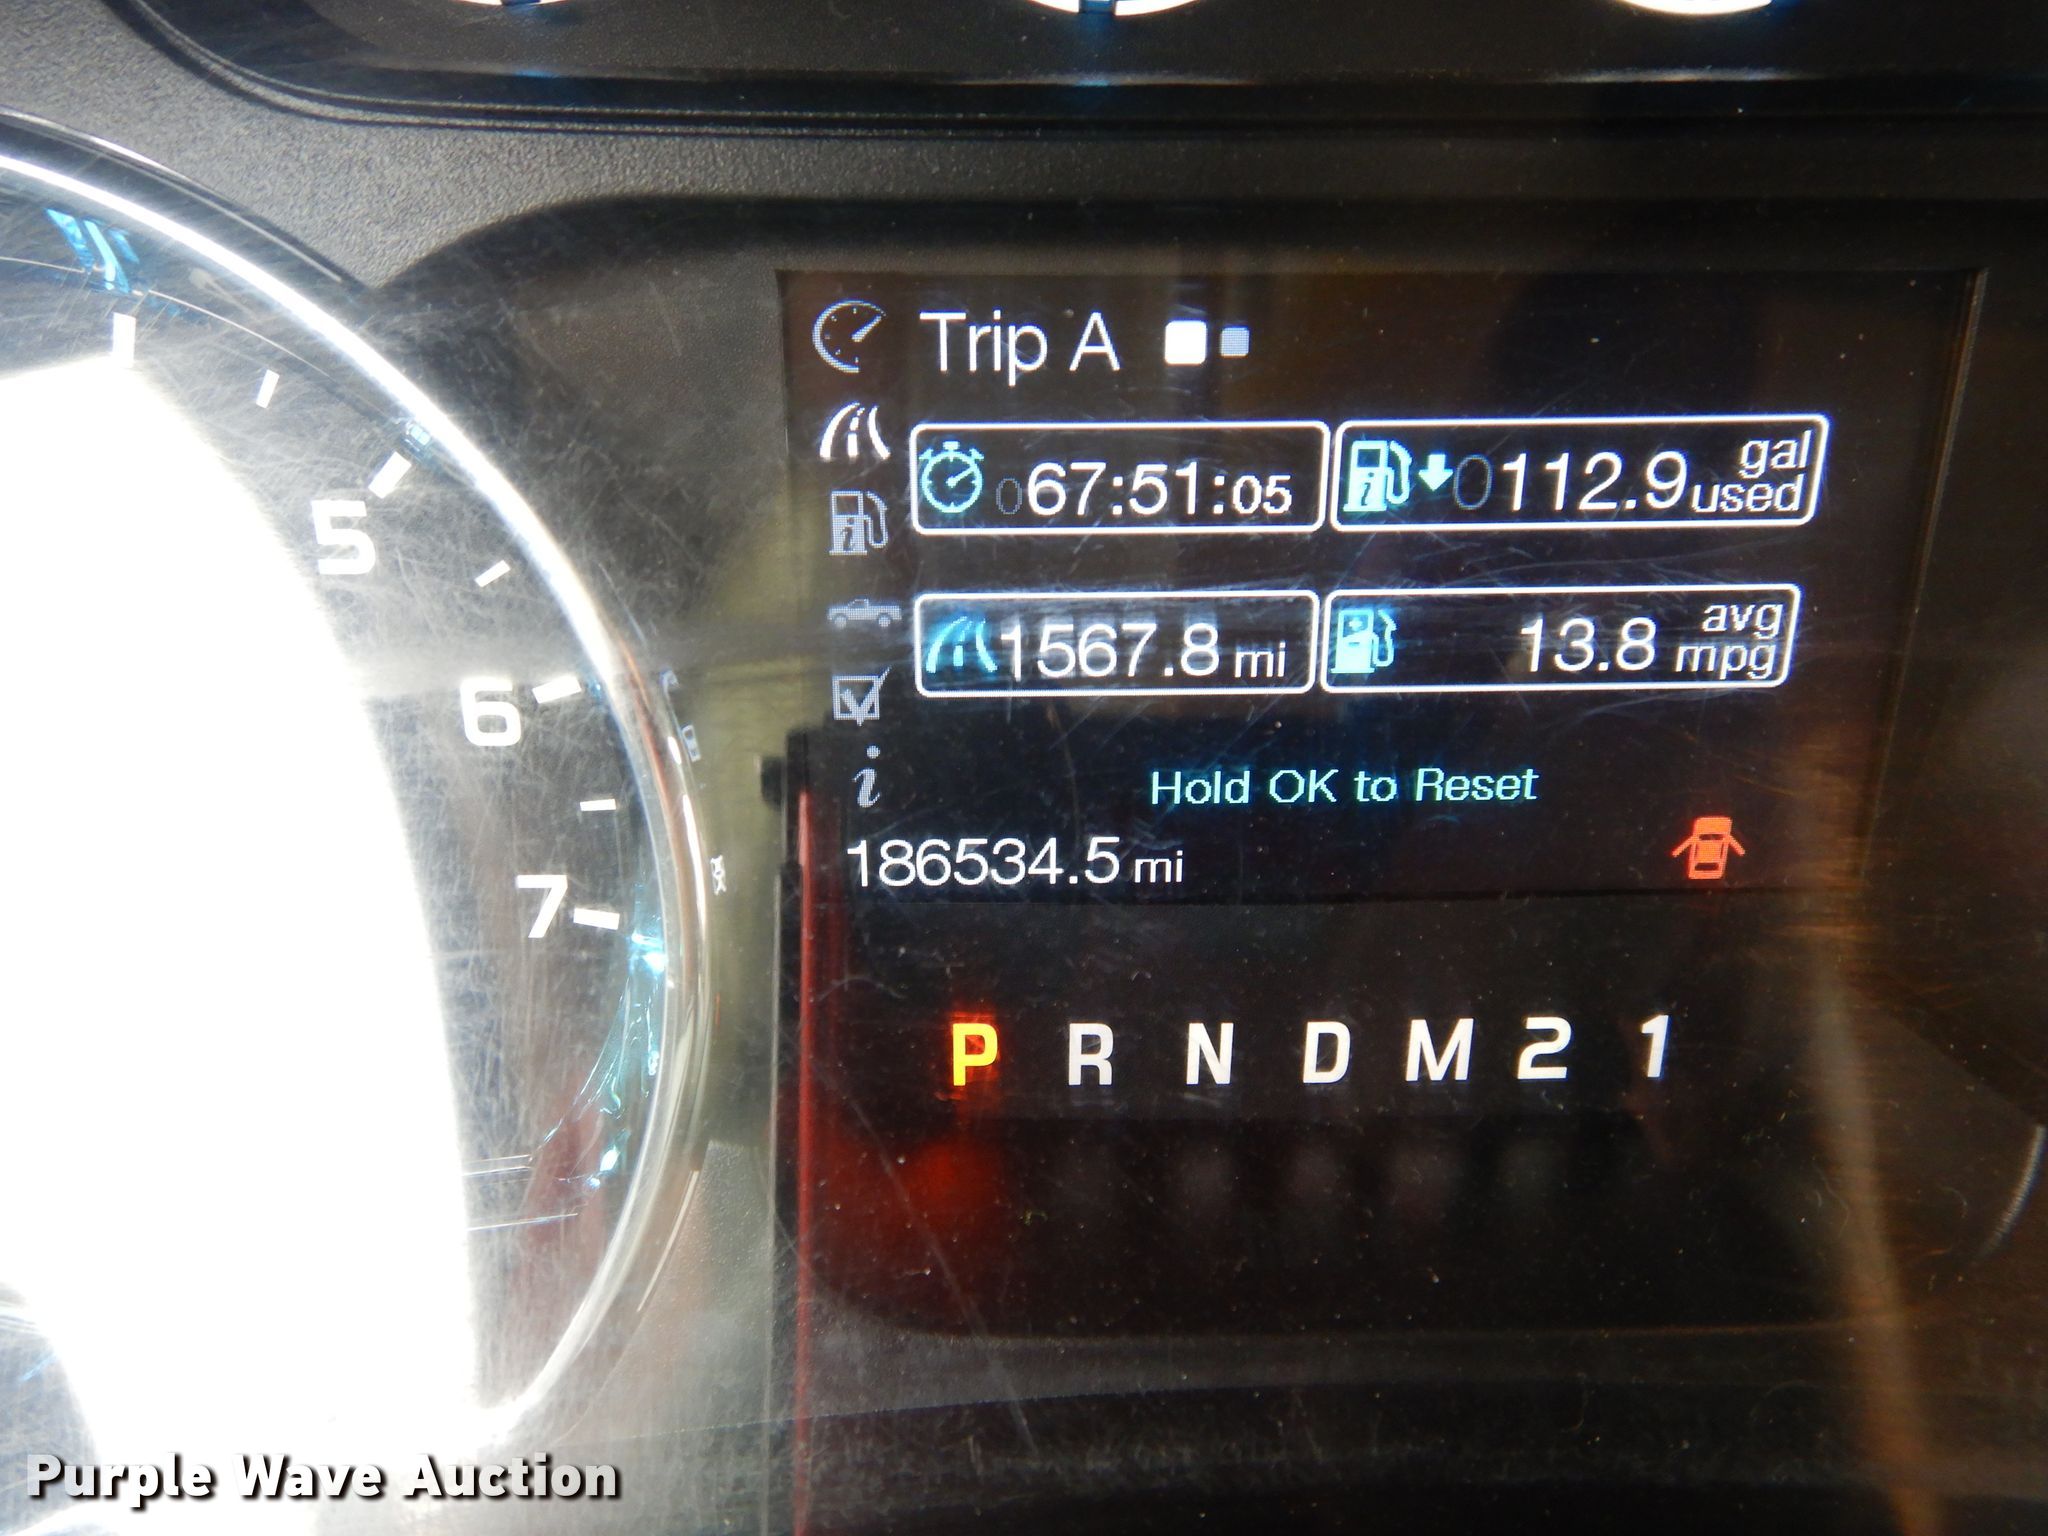 Trip A
067:51:05
0112.9 gal used
1567.8 mi
13.8 avg mpg
Hold OK to Reset
186534.5 mi
P R N D M 2 1
5
6
7
Purple Wave Auction